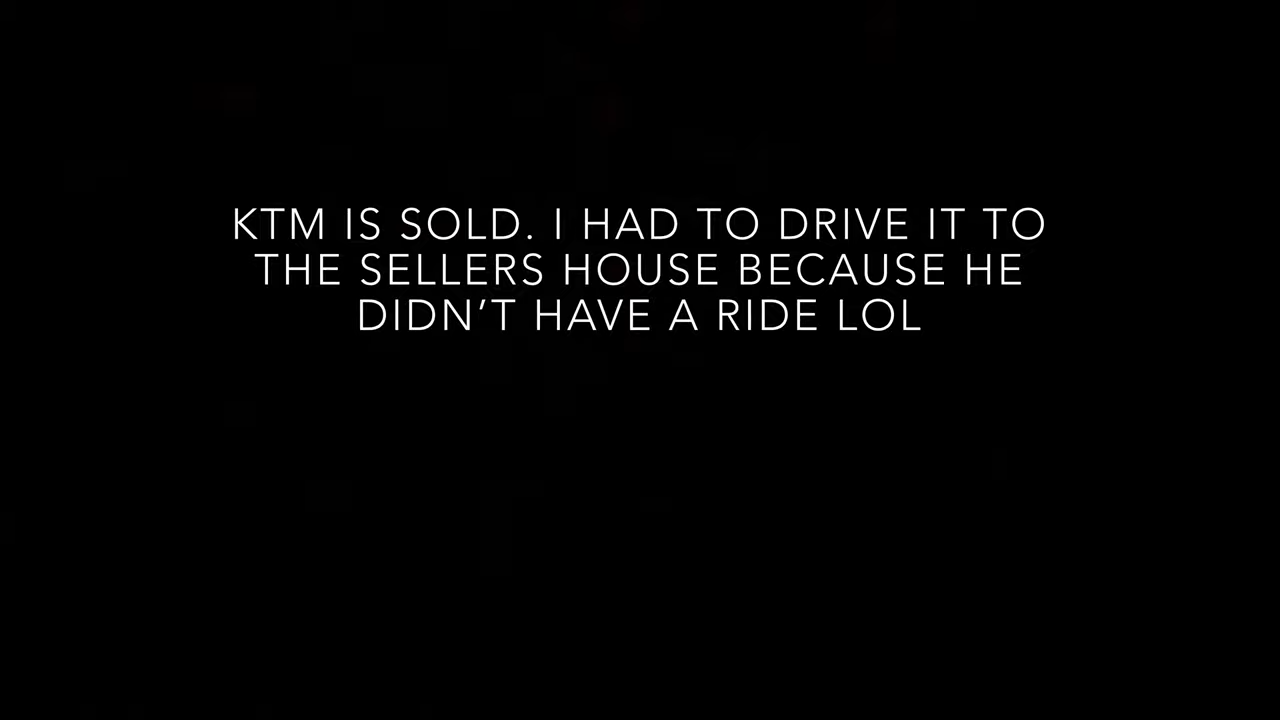 KTM IS SOLD. I HAD TO DRIVE IT TO
THE SELLERS HOUSE BECAUSE HE
DIDN’T HAVE A RIDE LOL